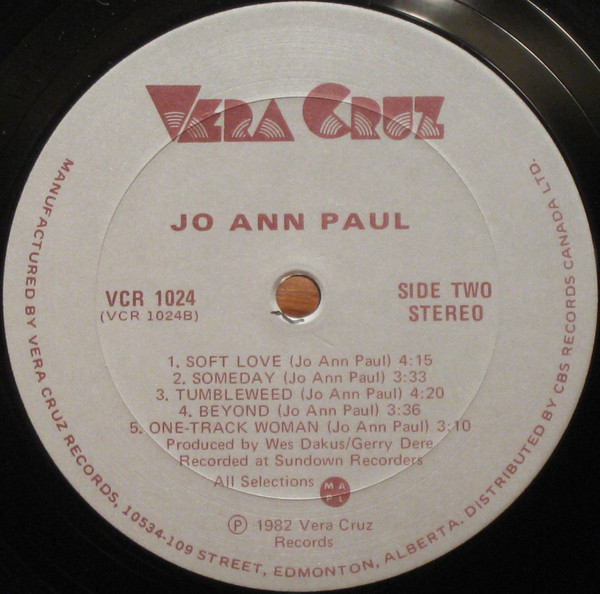 VERA CRUZ
JO ANN PAUL
VCR 1024
(VCR 1024B)
SIDE TWO
STEREO
1. SOFT LOVE (Jo Ann Paul) 4:15
2. SOMEDAY (Jo Ann Paul) 3:33
3. TUMBLEWEED (Jo Ann Paul) 4:20
4. BEYOND (Jo Ann Paul) 3:36
5. ONE-TRACK WOMAN (Jo Ann Paul) 3:10
Produced by Wes Dakus/Gerry Dere
Recorded at Sundown Recorders
All Selections
MA
PL
Ⓟ 1982 Vera Cruz
Records
MANUFACTURED BY VERA CRUZ RECORDS, 10534-109 STREET, EDMONTON, ALBERTA. DISTRIBUTED BY CBS RECORDS CANADA LTD.